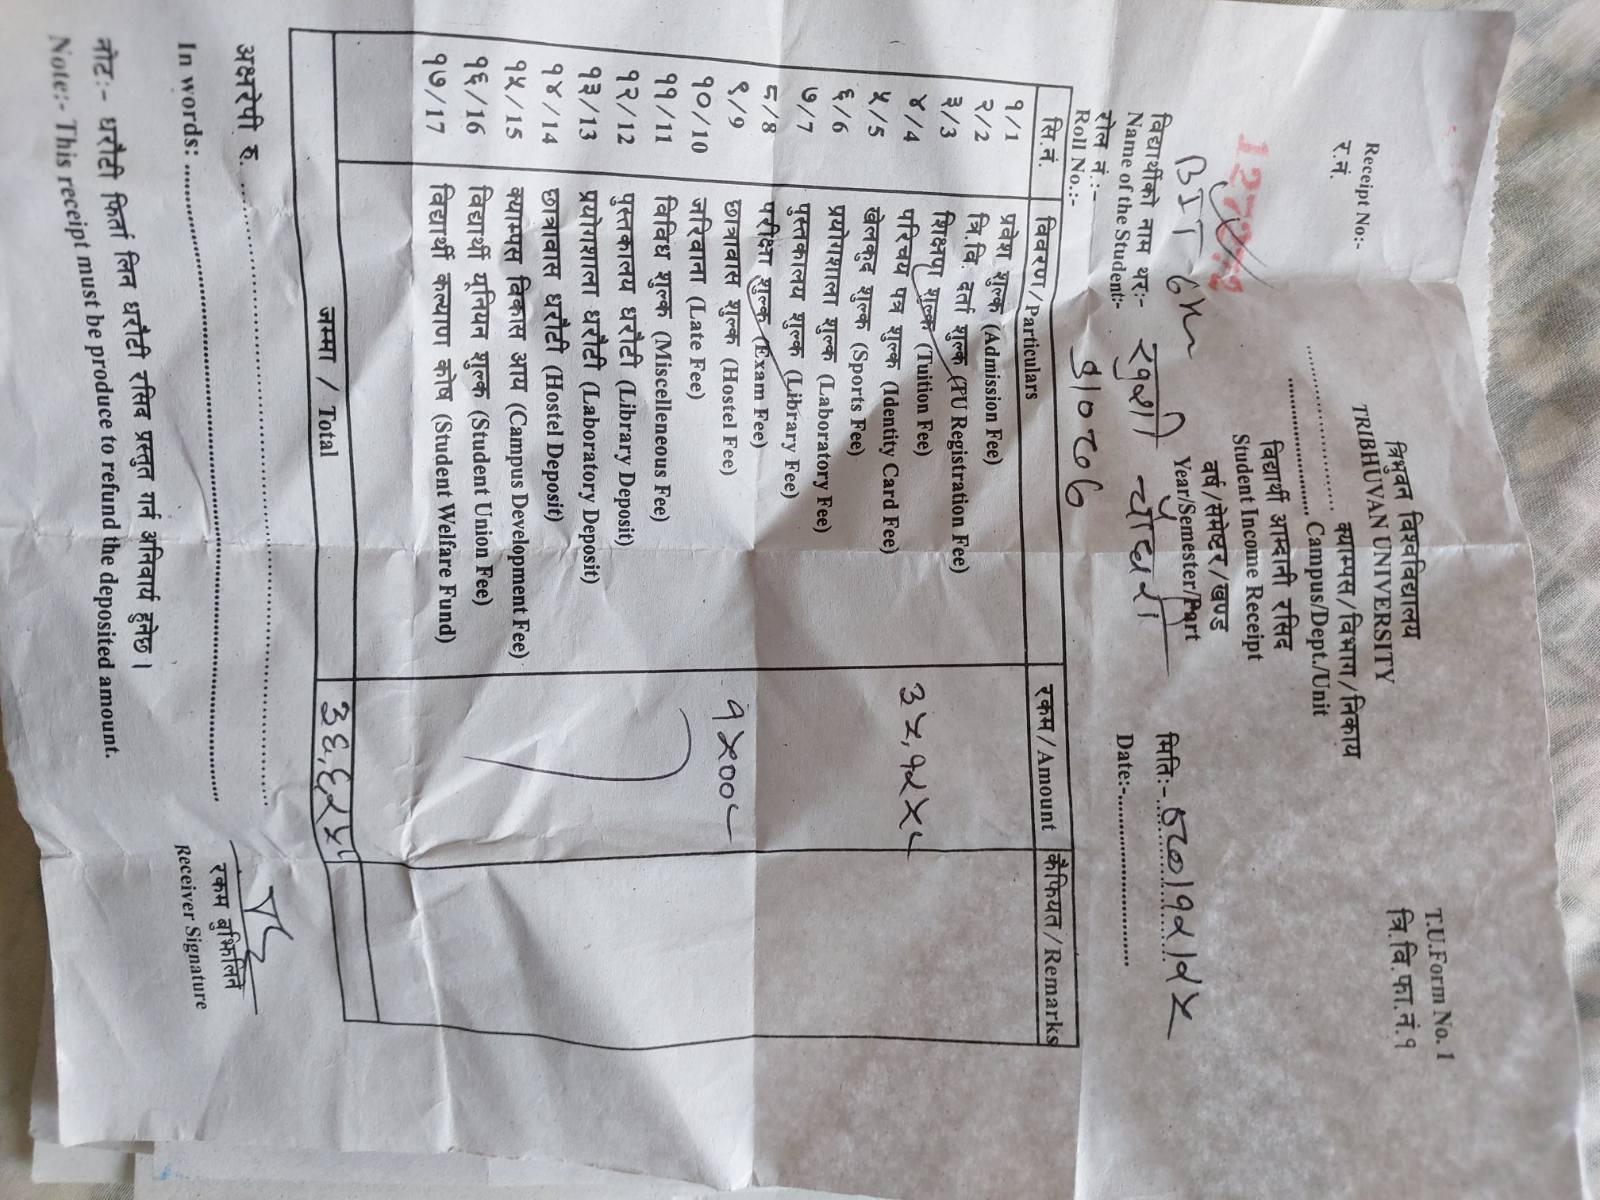 T.U.Form No. 1
त्रि.वि.फा.नं.१
त्रिभुवन विश्वविद्यालय
TRIBHUVAN UNIVERSITY
Receipt No:-
र.नं.
............... क्याम्पस/विभाग/निकाय
............... Campus/Dept./Unit
12772
विद्यार्थी आम्दानी रसिद
Student Income Receipt
BIT 6th
वर्ष/सेमेष्टर/खण्ड
Year/Semester/Part
मितिः- ८०।१२।२५
Date:-
विद्यार्थीको नाम थरः- खुशी चौधरी
Name of the Student:-
रोल नं.:-
Roll No.:-
सि.नं. विवरण/Particulars रकम/Amount कैफियत/Remarks
१/1 प्रवेश शुल्क (Admission Fee)
२/2 त्रि.वि. दर्ता शुल्क (TU Registration Fee)
३/3 शिक्षण शुल्क (Tuition Fee)
४/4 परिचय पत्र शुल्क (Identity Card Fee) ३५,१२५
५/5 खेलकुद शुल्क (Sports Fee)
६/6 प्रयोगशाला शुल्क (Laboratory Fee)
७/7 पुस्तकालय शुल्क (Library Fee)
८/8 परीक्षा शुल्क (Exam Fee)
९/9 छात्रावास शुल्क (Hostel Fee) १५००
१०/10 जरिवाना (Late Fee)
११/11 विविध शुल्क (Miscelleneous Fee)
१२/12 पुस्तकालय धरौटी (Library Deposit)
१३/13 प्रयोगशाला धरौटी (Laboratory Deposit)
१४/14 छात्रावास धरौटी (Hostel Deposit)
१५/15 क्याम्पस विकास आय (Campus Development Fee)
१६/16 विद्यार्थी यूनियन शुल्क (Student Union Fee)
१७/17 विद्यार्थी कल्याण कोष (Student Welfare Fund)
जम्मा / Total ३६,६२५
अक्षरेपी रु. ...............
In words: ...............
रकम बुझिलिने
Receiver Signature
नोटः- धरौटी फिर्ता लिन धरौटी रसिद प्रस्तुत गर्न अनिवार्य हुनेछ ।
Note:- This receipt must be produce to refund the deposited amount.